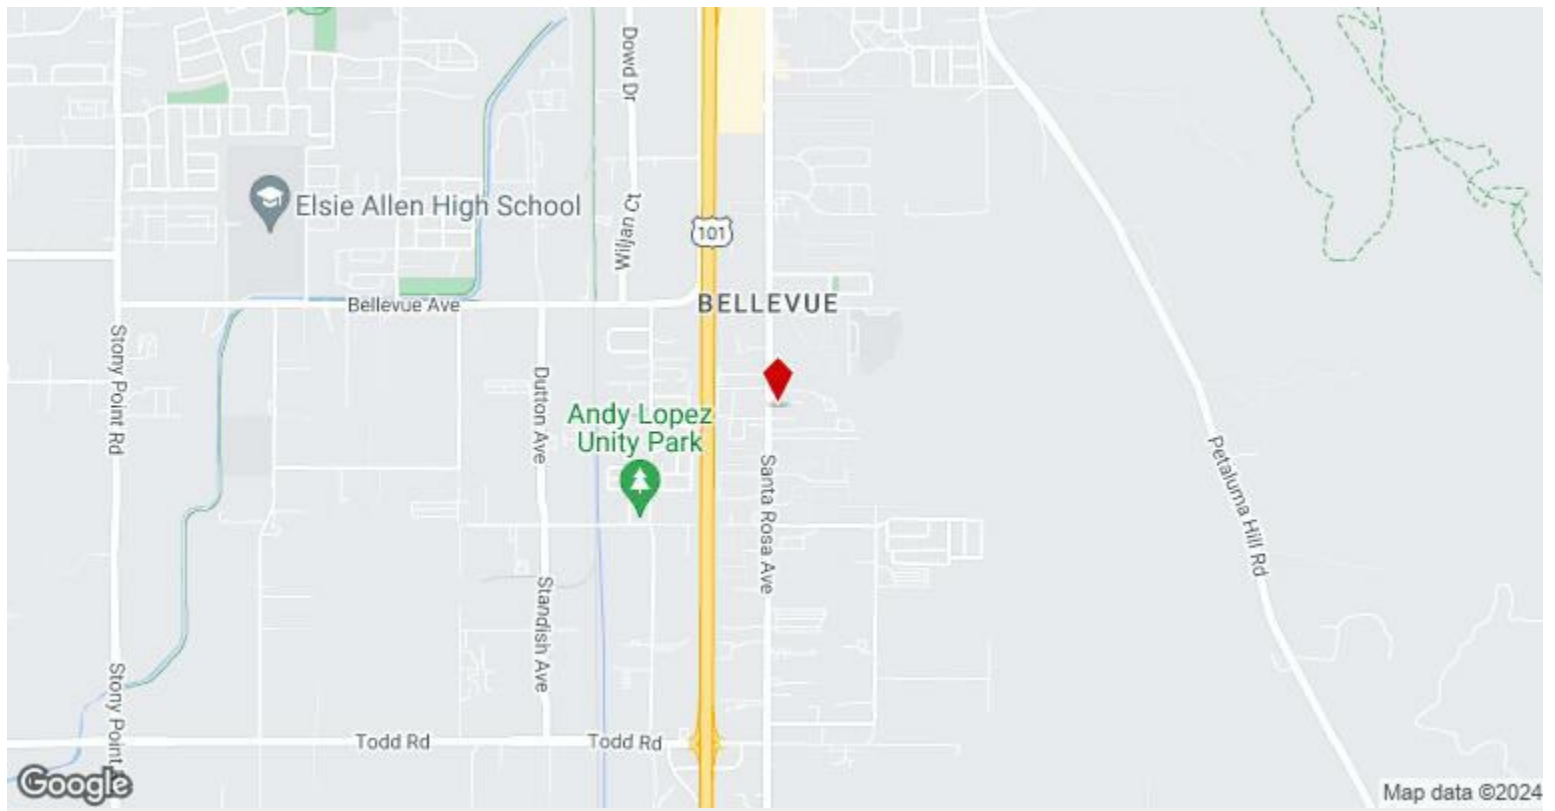 Dowd Dr
Elsie Allen High School
Wiljan Ct
101
BELLEVUE
Bellevue Ave
Stony Point Rd
Dutton Ave
Andy Lopez
Unity Park
Santa Rosa Ave
Petaluma Hill Rd
Standish Ave
Stony Point
Todd Rd
Todd Rd
Google
Map data ©2024